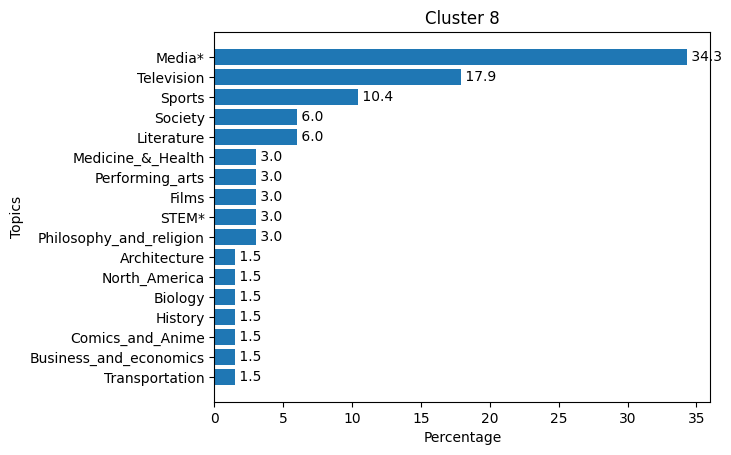 Cluster 8
Topics
Media* 34.3
Television 17.9
Sports 10.4
Society 6.0
Literature 6.0
Medicine_&_Health 3.0
Performing_arts 3.0
Films 3.0
STEM* 3.0
Philosophy_and_religion 3.0
Architecture 1.5
North_America 1.5
Biology 1.5
History 1.5
Comics_and_Anime 1.5
Business_and_economics 1.5
Transportation 1.5
0 5 10 15 20 25 30 35
Percentage